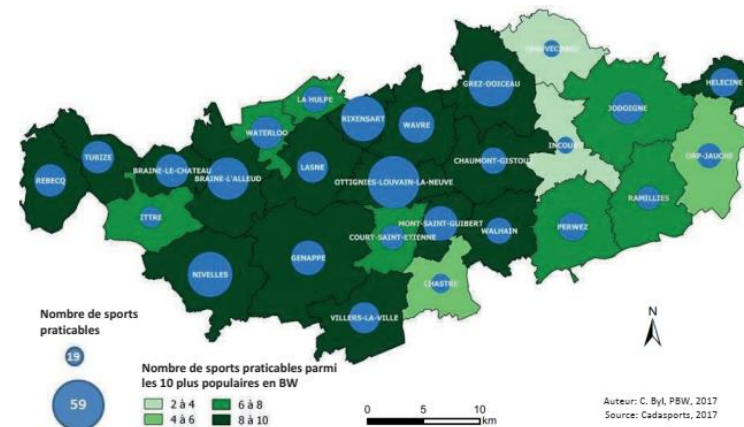 BEAUVECHAIN
HELECINE
GREZ-DOICEAU
LA HULPE
JODOIGNE
RIXENSART
WAVRE
WATERLOO
INCOURT
ORP-JAUCHE
TUBIZE
BRAINE-LE-CHATEAU
LASNE
CHAUMONT-GISTOUX
REBECQ
BRAINE-L'ALLEUD
OTTIGNIES-LOUVAIN-LA-NEUVE
RAMILLIES
ITTRE
MONT-SAINT-GUIBERT
PERWEZ
WALHAIN
COURT-SAINT-ETIENNE
GENAPPE
NIVELLES
CHASTRE
VILLERS-LA-VILLE
Nombre de sports
praticables
19
59
Nombre de sports praticables parmi
les 10 plus populaires en BW
2 à 4
6 à 8
4 à 6
8 à 10
0 5 10
km
N
Auteur: C. Byl, PBW, 2017
Source: Cadasports, 2017